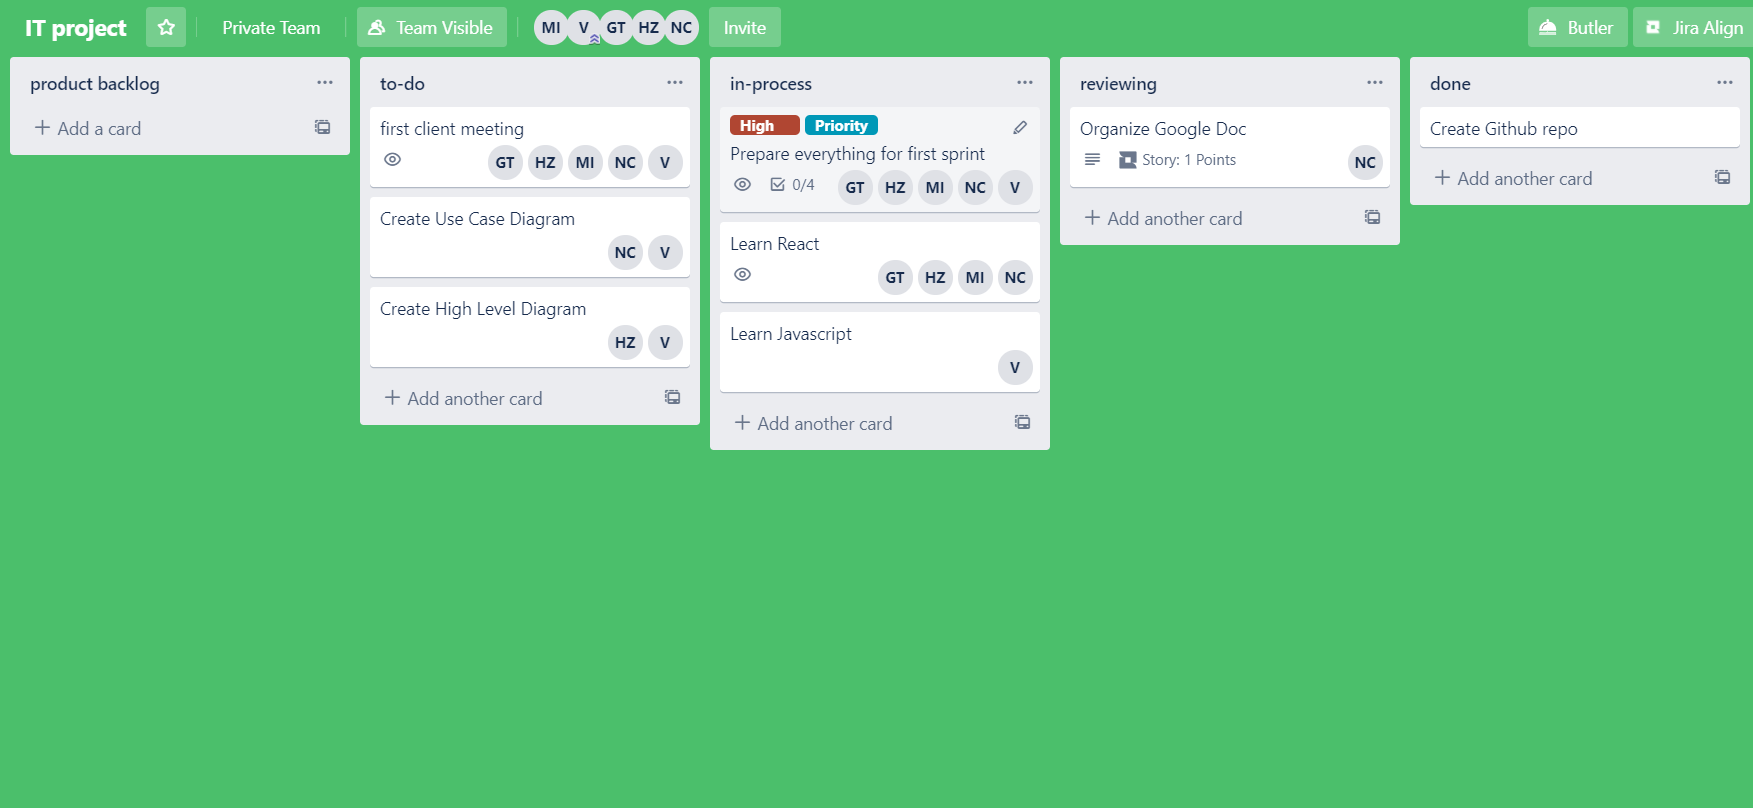 IT project
Private Team
Team Visible
MI V GT HZ NC
Invite
Butler
Jira Align
product backlog
Add a card
to-do
first client meeting
GT HZ MI NC V
Create Use Case Diagram
NC V
Create High Level Diagram
HZ V
Add another card
in-process
High Priority
Prepare everything for first sprint
0/4 GT HZ MI NC V
Learn React
GT HZ MI NC
Learn Javascript
V
Add another card
reviewing
Organize Google Doc
Story: 1 Points NC
Add another card
done
Create Github repo
Add another card